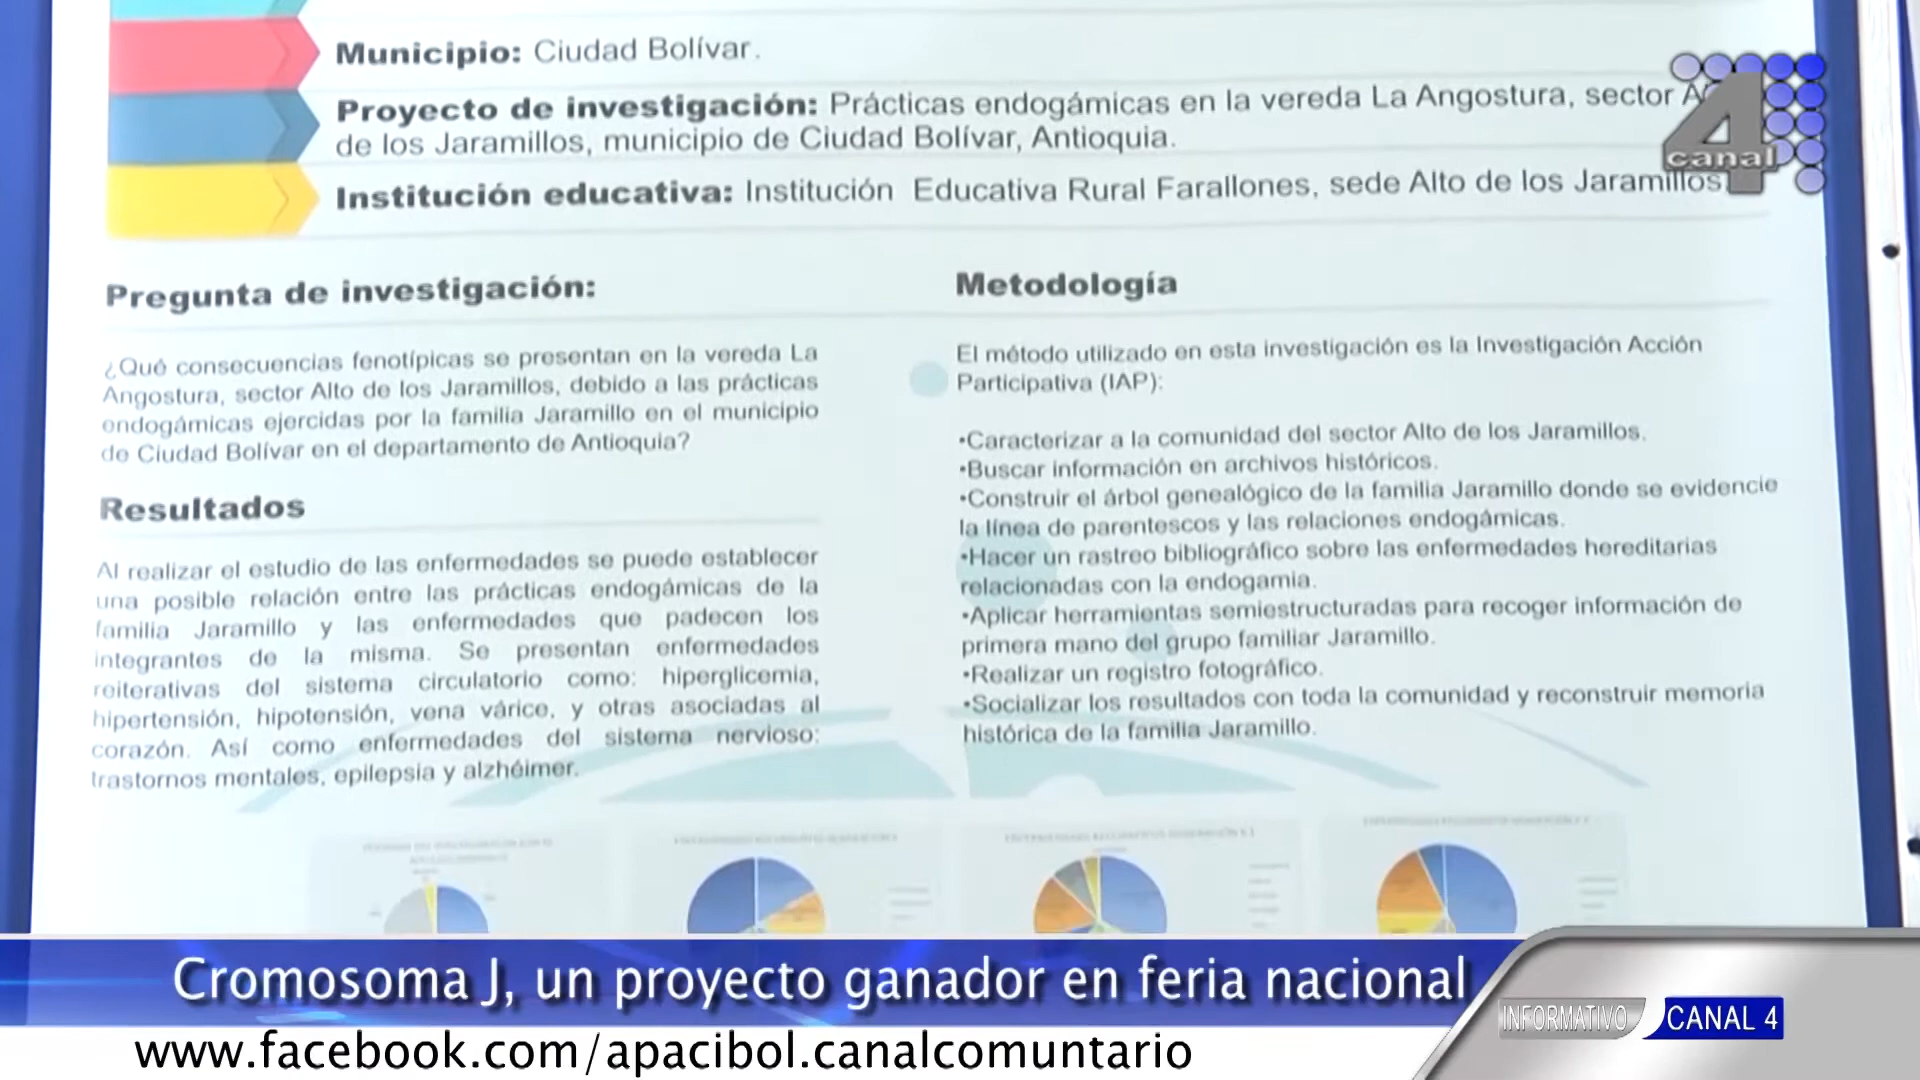 Municipio: Ciudad Bolívar.
Proyecto de investigación: Prácticas endogámicas en la vereda La Angostura, sector
de los Jaramillos, municipio de Ciudad Bolívar, Antioquia.
Institución educativa: Institución Educativa Rural Farallones, sede Alto de los Jaramillos
canal 4
Pregunta de investigación:
¿Qué consecuencias fenotípicas se presentan en la vereda La
Angostura, sector Alto de los Jaramillos, debido a las prácticas
endogámicas ejercidas por la familia Jaramillo en el municipio
de Ciudad Bolívar en el departamento de Antioquia?
Resultados
Al realizar el estudio de las enfermedades se puede establecer
una posible relación entre las prácticas endogámicas de la
familia Jaramillo y las enfermedades que padecen los
integrantes de la misma. Se presentan enfermedades
reiterativas del sistema circulatorio como: hiperglicemia,
hipertensión, hipotensión, vena várice, y otras asociadas al
corazón. Así como enfermedades del sistema nervioso:
trastornos mentales, epilepsia y alzhéimer.
Metodología
El método utilizado en esta investigación es la Investigación Acción
Participativa (IAP):
•Caracterizar a la comunidad del sector Alto de los Jaramillos.
•Buscar información en archivos históricos.
•Construir el árbol genealógico de la familia Jaramillo donde se evidencie
la línea de parentescos y las relaciones endogámicas.
•Hacer un rastreo bibliográfico sobre las enfermedades hereditarias
relacionadas con la endogamia.
•Aplicar herramientas semiestructuradas para recoger información de
primera mano del grupo familiar Jaramillo.
•Realizar un registro fotográfico.
•Socializar los resultados con toda la comunidad y reconstruir memoria
histórica de la familia Jaramillo.
Cromosoma J, un proyecto ganador en feria nacional
INFORMATIVO CANAL 4
www.facebook.com/apacibol.canalcomuntario